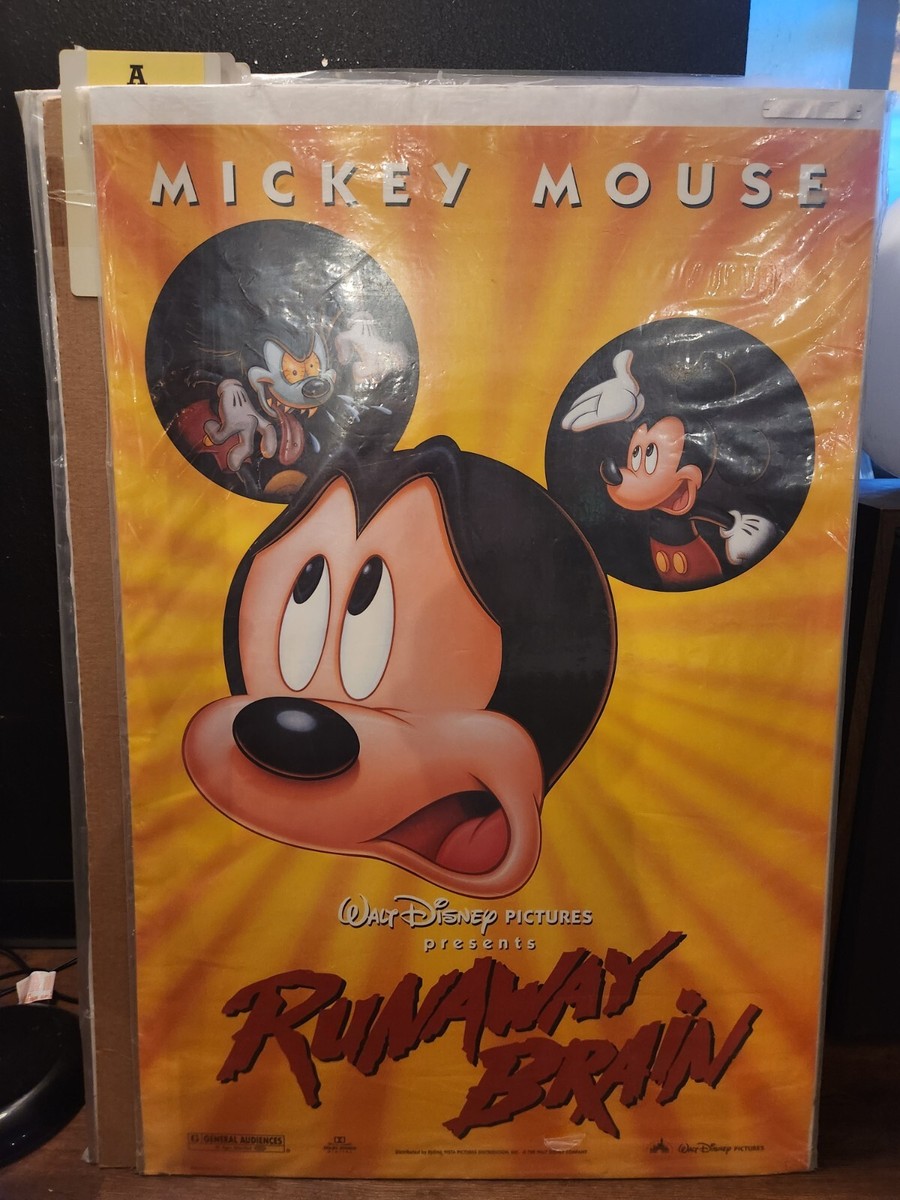 A
MICKEY MOUSE
WALT DISNEY PICTURES
presents
RUNAWAY
BRAIN
G GENERAL AUDIENCES
WALT DISNEY PICTURES